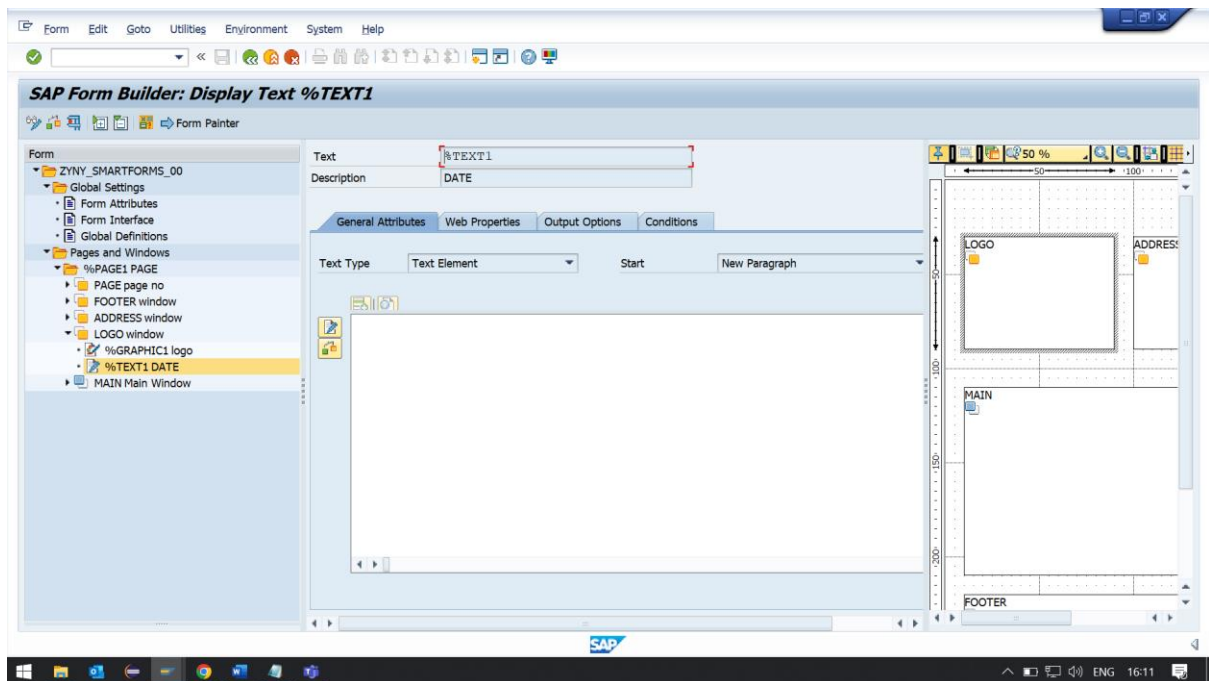 Form Edit Goto Utilities Environment System Help
SAP Form Builder: Display Text %TEXT1
Form Painter
Form
ZYNY_SMARTFORMS_00
Global Settings
Form Attributes
Form Interface
Global Definitions
Pages and Windows
%PAGE1 PAGE
PAGE page no
FOOTER window
ADDRESS window
LOGO window
%GRAPHIC1 logo
%TEXT1 DATE
MAIN Main Window
Text %TEXT1
Description DATE
General Attributes Web Properties Output Options Conditions
Text Type Text Element Start New Paragraph
50 %
50 100
LOGO ADDRES
50
100
MAIN
150
200
FOOTER
SAP
ENG 16:11